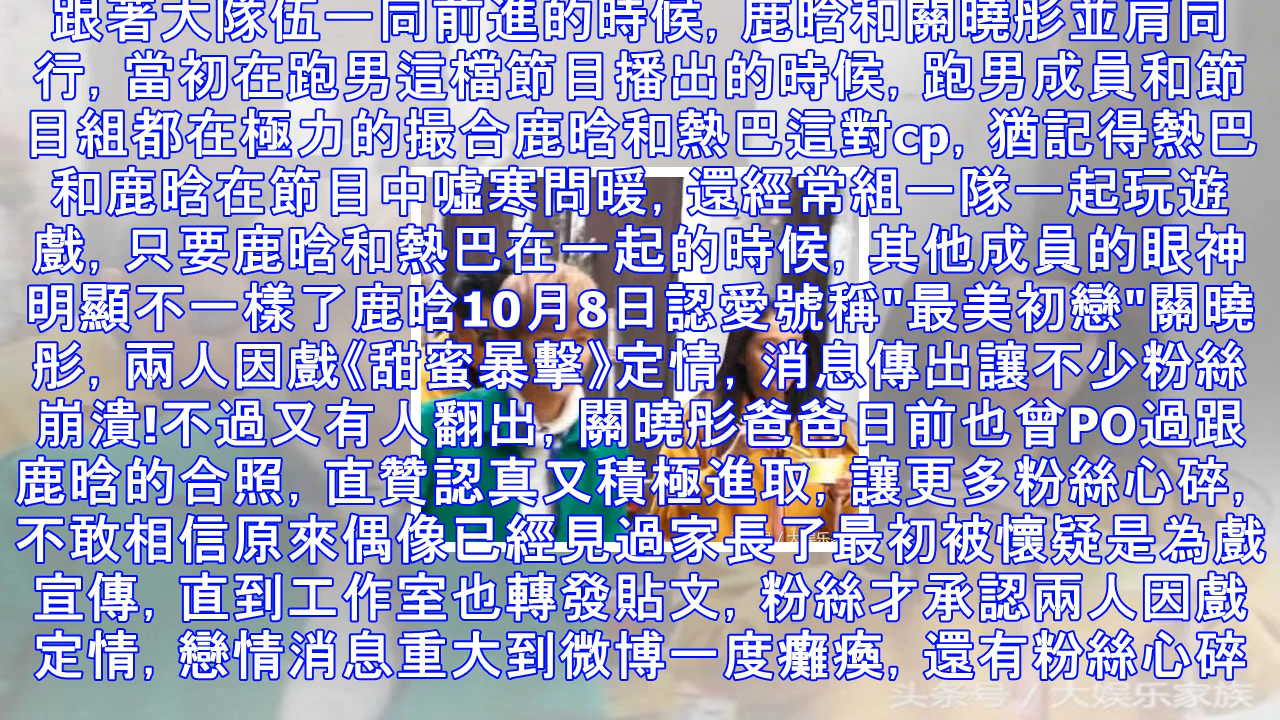 跟著大隊伍一同前進的時候, 鹿晗和關曉彤並肩同
行, 當初在跑男這檔節目播出的時候, 跑男成員和節
目組都在極力的撮合鹿晗和熱巴這對cp, 猶記得熱巴
和鹿晗在節目中噓寒問暖, 還經常組一隊一起玩遊
戲, 只要鹿晗和熱巴在一起的時候, 其他成員的眼神
明顯不一樣了鹿晗10月8日認愛號稱"最美初戀"關曉
彤, 兩人因戲《甜蜜暴擊》定情, 消息傳出讓不少粉絲
崩潰!不過又有人翻出, 關曉彤爸爸日前也曾PO過跟
鹿晗的合照, 直贊認真又積極進取, 讓更多粉絲心碎,
不敢相信原來偶像已經見過家長了最初被懷疑是為戲
宣傳, 直到工作室也轉發貼文, 粉絲才承認兩人因戲
定情, 戀情消息重大到微博一度癱瘓, 還有粉絲心碎
头条号 / 大娱乐家族